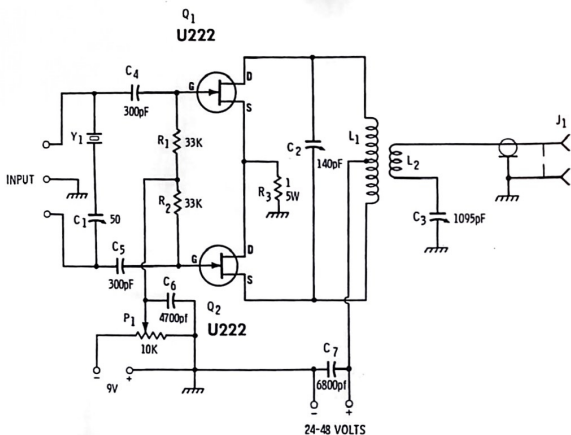 Q1
U222
C4
G
D
S
300pF
Y1
R1
33K
C2
140pF
L1
L2
J1
INPUT
R3
1
5W
R2
33K
C1
50
C3
1095pF
C5
300pF
G
D
S
C6
4700pf
Q2
U222
P1
10K
C7
6800pf
−
9V
+
−
+
24-48 VOLTS